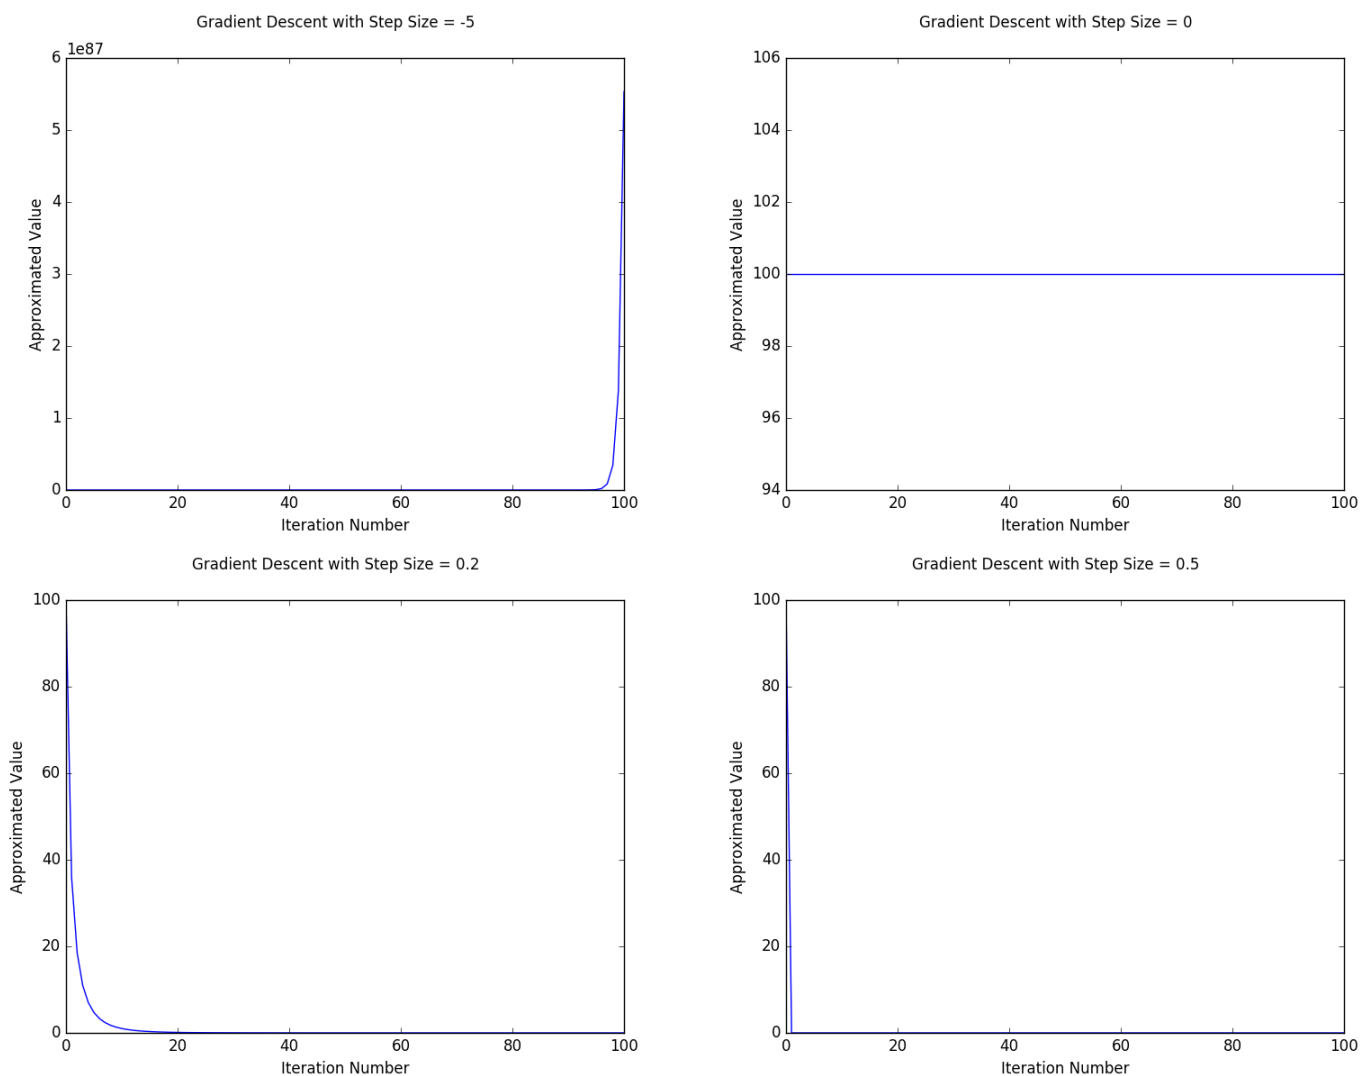 Gradient Descent with Step Size = -5
1e87
6
5
4
3
2
1
0
Approximated Value
0 20 40 60 80 100
Iteration Number
Gradient Descent with Step Size = 0
106
104
102
100
98
96
94
Approximated Value
0 20 40 60 80 100
Iteration Number
Gradient Descent with Step Size = 0.2
100
80
60
40
20
0
Approximated Value
0 20 40 60 80 100
Iteration Number
Gradient Descent with Step Size = 0.5
100
80
60
40
20
0
Approximated Value
0 20 40 60 80 100
Iteration Number